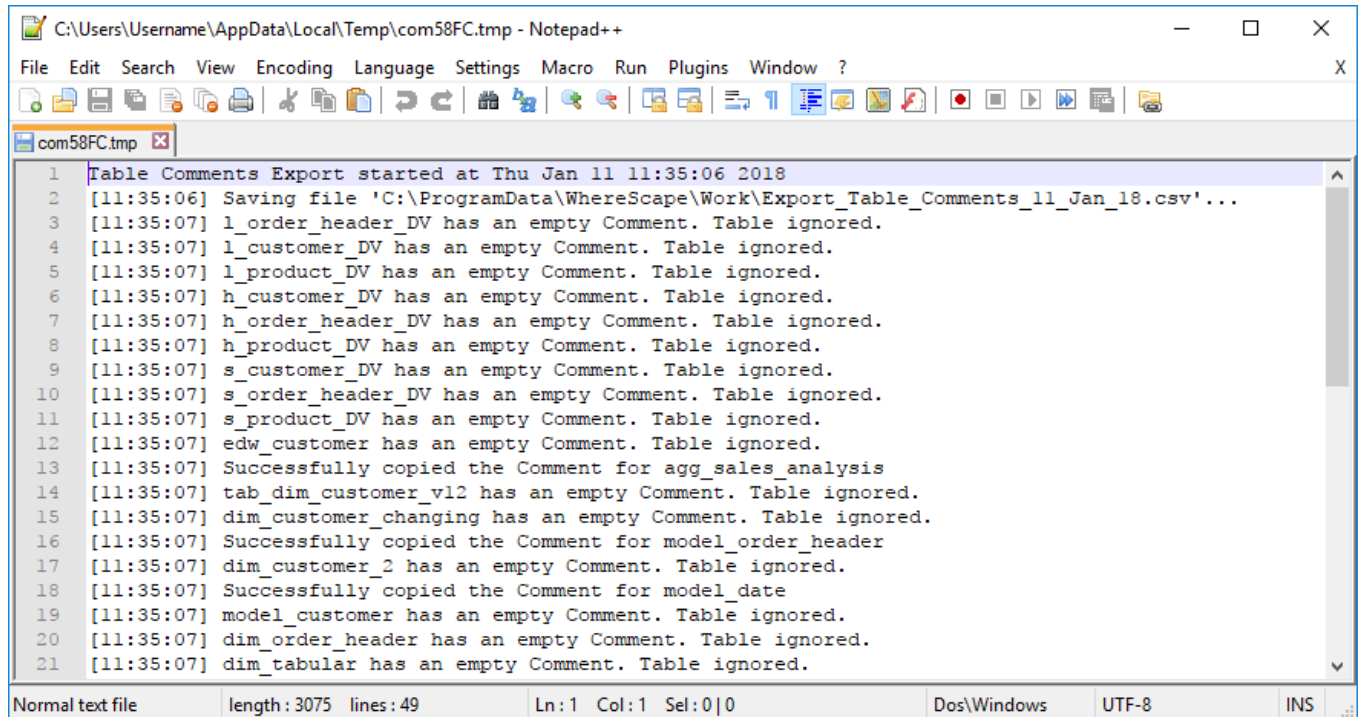 C:\Users\Username\AppData\Local\Temp\com58FC.tmp - Notepad++
File Edit Search View Encoding Language Settings Macro Run Plugins Window ? X
com58FC.tmp
1 Table Comments Export started at Thu Jan 11 11:35:06 2018
2 [11:35:06] Saving file 'C:\ProgramData\WhereScape\Work\Export_Table_Comments_11_Jan_18.csv'...
3 [11:35:07] l_order_header_DV has an empty Comment. Table ignored.
4 [11:35:07] l_customer_DV has an empty Comment. Table ignored.
5 [11:35:07] l_product_DV has an empty Comment. Table ignored.
6 [11:35:07] h_customer_DV has an empty Comment. Table ignored.
7 [11:35:07] h_order_header_DV has an empty Comment. Table ignored.
8 [11:35:07] h_product_DV has an empty Comment. Table ignored.
9 [11:35:07] s_customer_DV has an empty Comment. Table ignored.
10 [11:35:07] s_order_header_DV has an empty Comment. Table ignored.
11 [11:35:07] s_product_DV has an empty Comment. Table ignored.
12 [11:35:07] edw_customer has an empty Comment. Table ignored.
13 [11:35:07] Successfully copied the Comment for agg_sales_analysis
14 [11:35:07] tab_dim_customer_v12 has an empty Comment. Table ignored.
15 [11:35:07] dim_customer_changing has an empty Comment. Table ignored.
16 [11:35:07] Successfully copied the Comment for model_order_header
17 [11:35:07] dim_customer_2 has an empty Comment. Table ignored.
18 [11:35:07] Successfully copied the Comment for model_date
19 [11:35:07] model_customer has an empty Comment. Table ignored.
20 [11:35:07] dim_order_header has an empty Comment. Table ignored.
21 [11:35:07] dim_tabular has an empty Comment. Table ignored.
Normal text file length : 3075 lines : 49 Ln : 1 Col : 1 Sel : 0 | 0 Dos\Windows UTF-8 INS